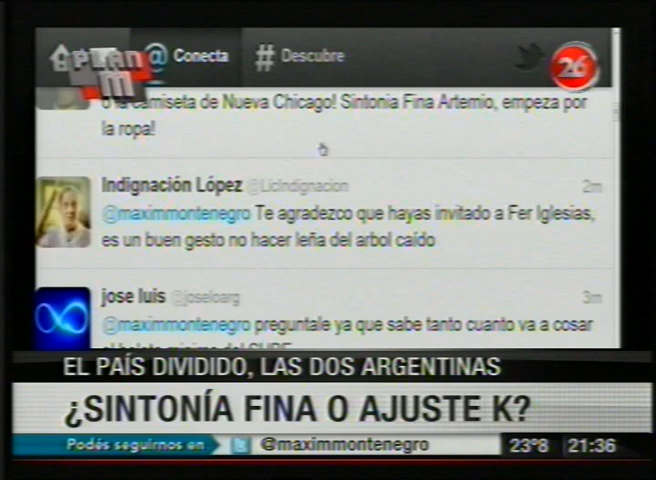 PLAN M
@ Conecta # Descubre
26
camiseta de Nueva Chicago! Sintonia Fina Artemio, empeza por
la ropa!
Indignación López @LicIndignacion 2m
@maximmontenegro Te agradezco que hayas invitado a Fer Iglesias,
es un buen gesto no hacer leña del arbol caído
jose luis @joseloarg 3m
@maximmontenegro preguntale ya que sabe tanto cuanto va a cosar
EL PAÍS DIVIDIDO, LAS DOS ARGENTINAS
¿SINTONÍA FINA O AJUSTE K?
Podés seguirnos en @maximmontenegro 23°8 21:36